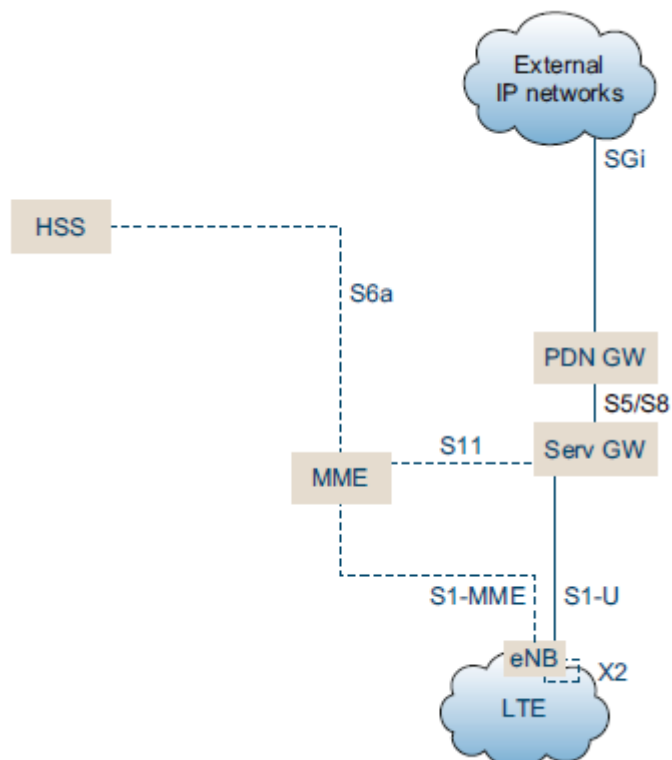 External
IP networks
SGi
HSS
S6a
PDN GW
S5/S8
S11
Serv GW
MME
S1-MME
S1-U
eNB
X2
LTE